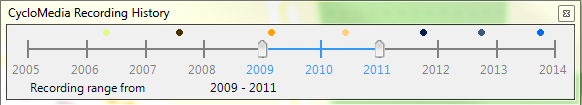 CycloMedia Recording History
2005 2006 2007 2008 2009 2010 2011 2012 2013 2014
Recording range from 2009 - 2011